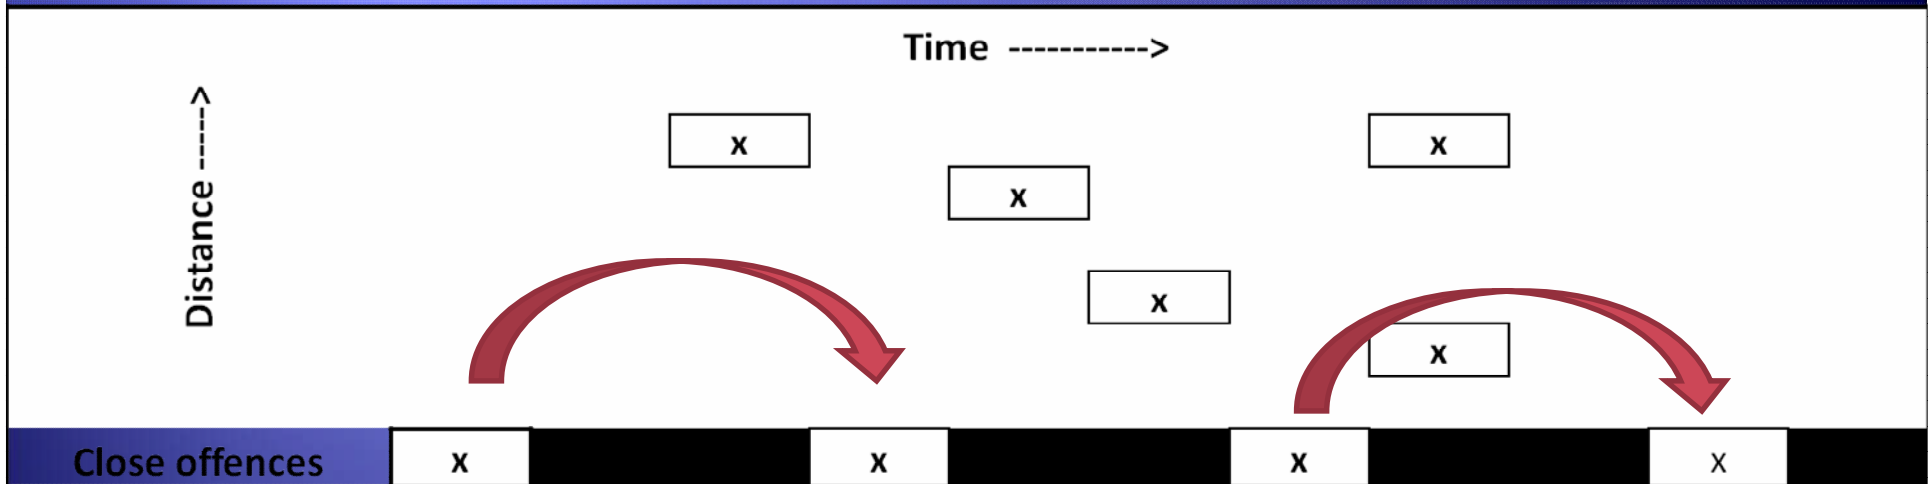 Time ----------->
Distance ------>
x
x
x
x
x
x
Close offences x x x x